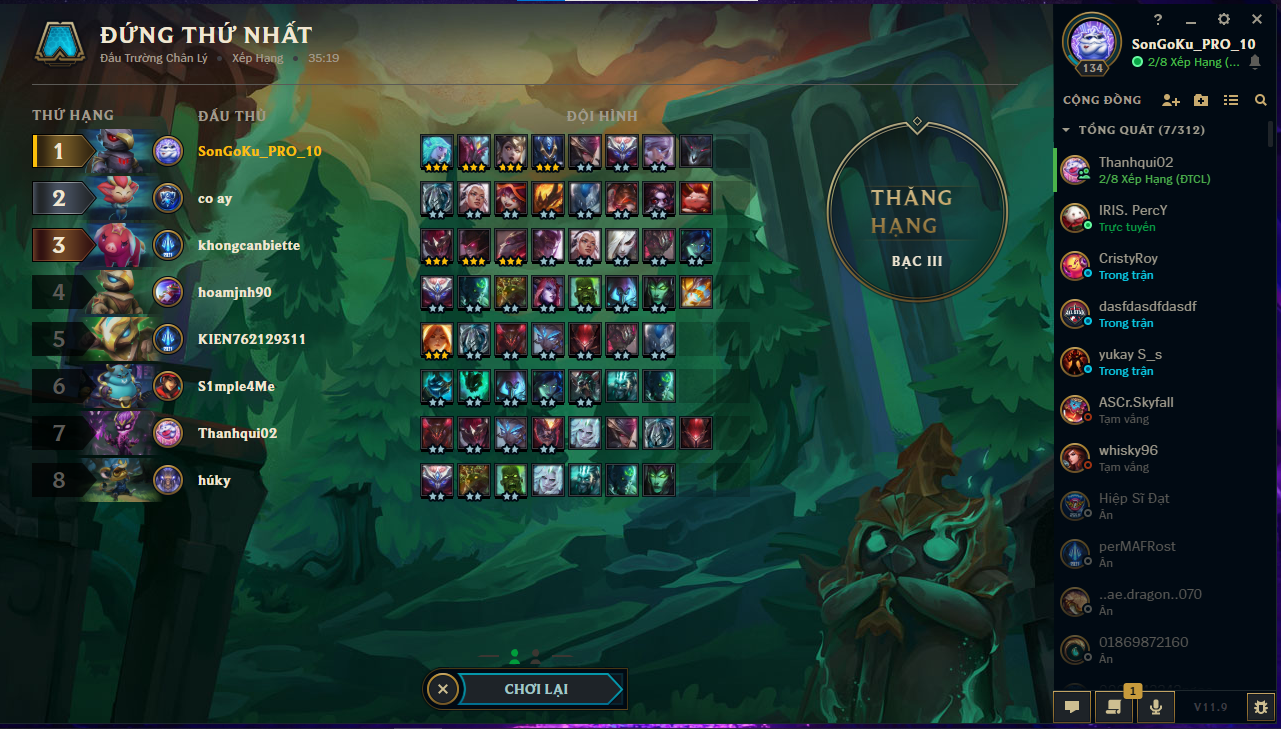 ĐỨNG THỨ NHẤT
Đấu Trường Chân Lý • Xếp Hạng • 35:19
THỨ HẠNG ĐẤU THỦ ĐỘI HÌNH
1 SonGoKu_PRO_10
2 co ay
3 khongcanbiette
4 hoamjnh90
5 KIEN762129311
6 S1mple4Me
7 Thanhqui02
8 húky
THĂNG
HẠNG
BẠC III
CHƠI LẠI
SonGoKu_PRO_10
134
2/8 Xếp Hạng (...
CỘNG ĐỒNG
TỔNG QUÁT (7/312)
Thanhqui02
2/8 Xếp Hạng (ĐTCL)
IRIS. PercY
Trực tuyến
CristyRoy
Trong trận
dasfdasdfdasdf
Trong trận
yukay S_s
Trong trận
ASCr.Skyfall
Tạm vắng
whisky96
Tạm vắng
Hiệp Sĩ Đạt
Ẩn
perMAFRost
Ẩn
..ae.dragon..070
Ẩn
01869872160
Ẩn
1
V11.9